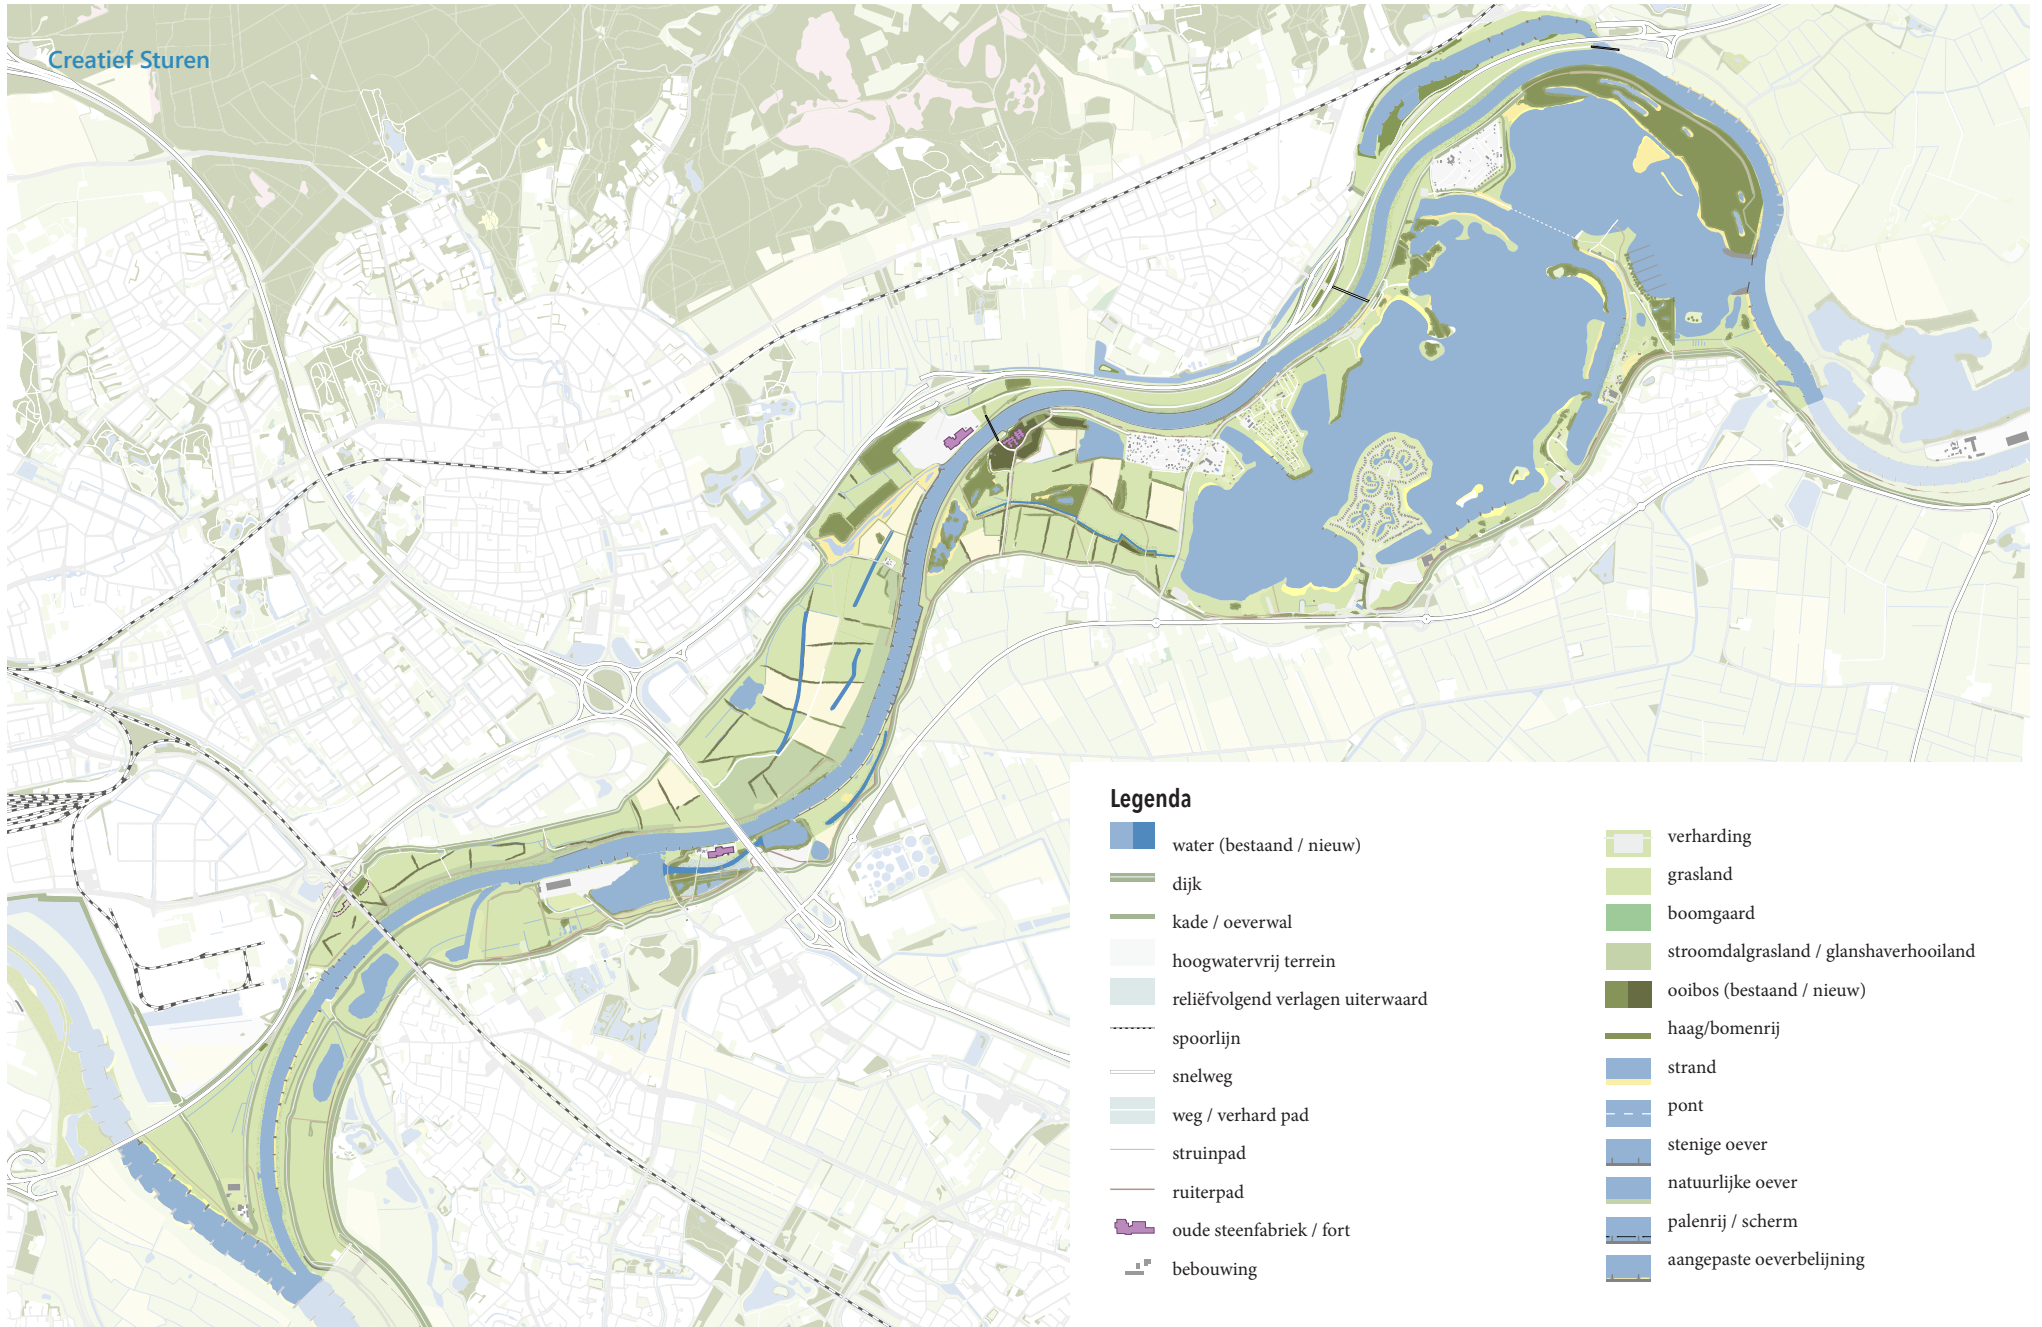 Creatief Sturen
Legenda
water (bestaand / nieuw)
dijk
kade / oeverwal
hoogwatervrij terrein
reliëfvolgend verlagen uiterwaard
spoorlijn
snelweg
weg / verhard pad
struinpad
ruiterpad
oude steenfabriek / fort
bebouwing
verharding
grasland
boomgaard
stroomdalgrasland / glanshaverhooiland
ooibos (bestaand / nieuw)
haag/bomenrij
strand
pont
stenige oever
natuurlijke oever
palenrij / scherm
aangepaste oeverbelijning